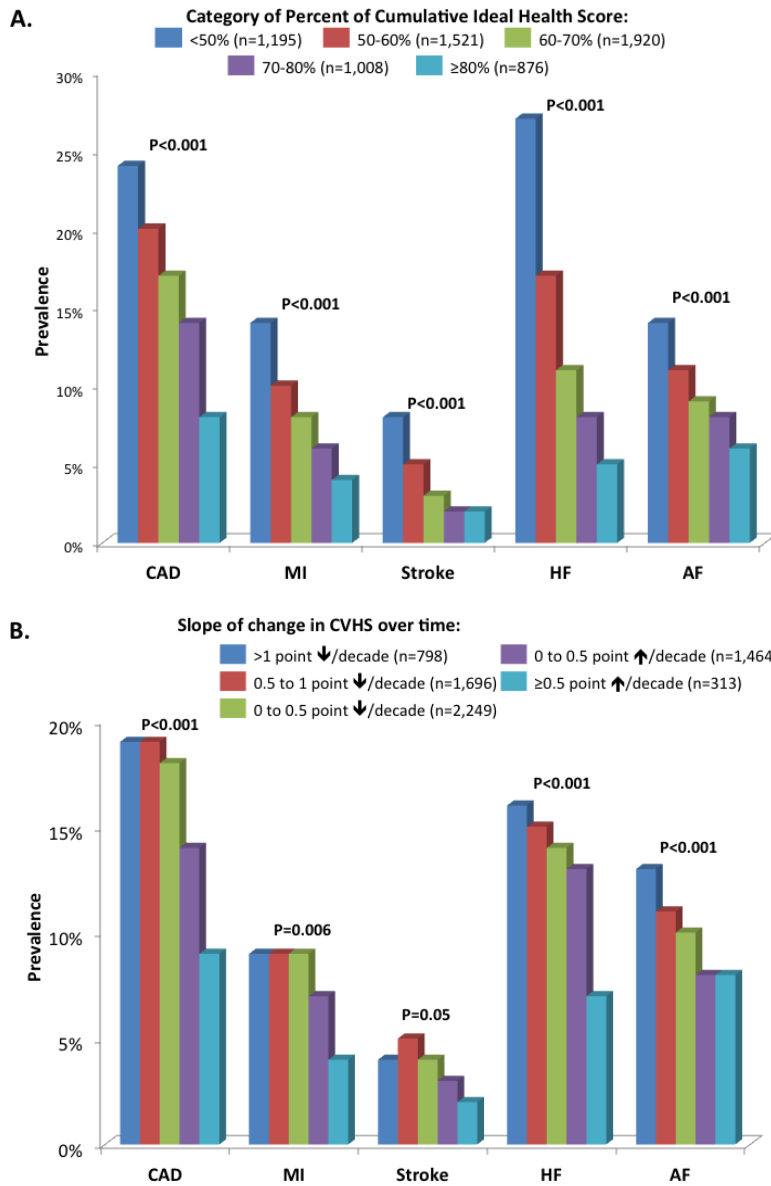 A.
Category of Percent of Cumulative Ideal Health Score:
<50% (n=1,195) 50-60% (n=1,521) 60-70% (n=1,920)
70-80% (n=1,008) ≥80% (n=876)
30%
25%
20%
15%
10%
5%
0%
Prevalence
P<0.001
P<0.001
P<0.001
P<0.001
P<0.001
CAD MI Stroke HF AF
B.
Slope of change in CVHS over time:
>1 point ↓/decade (n=798) 0 to 0.5 point ↑/decade (n=1,464
0.5 to 1 point ↓/decade (n=1,696) ≥0.5 point ↑/decade (n=313)
0 to 0.5 point ↓/decade (n=2,249)
20%
15%
10%
5%
0%
Prevalence
P<0.001
P=0.006
P=0.05
P<0.001
P<0.001
CAD MI Stroke HF AF